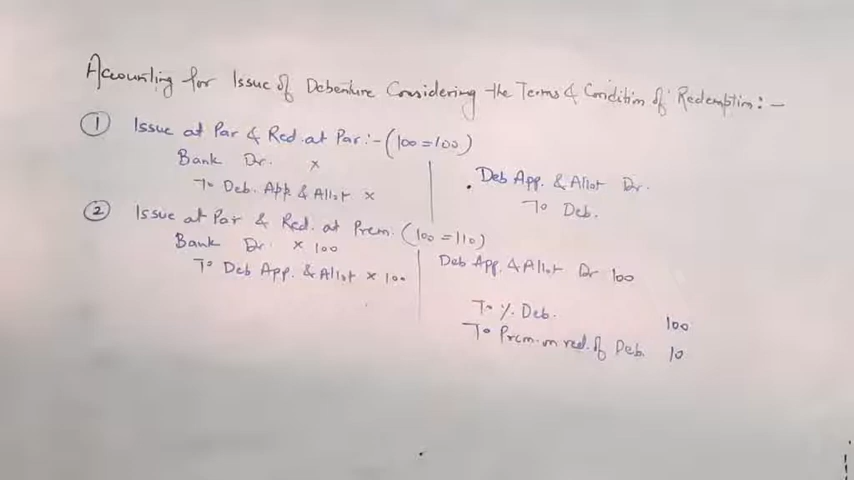 Accounting for Issue of Debenture Considering the Terms & Condition of Redemption:-
① Issue at Par & Red. at Par:- (100 = 100)
Bank Dr. x
To Deb. App. & Allot x
Deb App. & Allot Dr.
To Deb.
② Issue at Par & Red. at Prem. (100 = 110)
Bank Dr. x 100
To Deb App. & Allot x 100
Deb App. & Allot Dr 100
To % Deb. 100
To Prem. on red. of Deb. 10